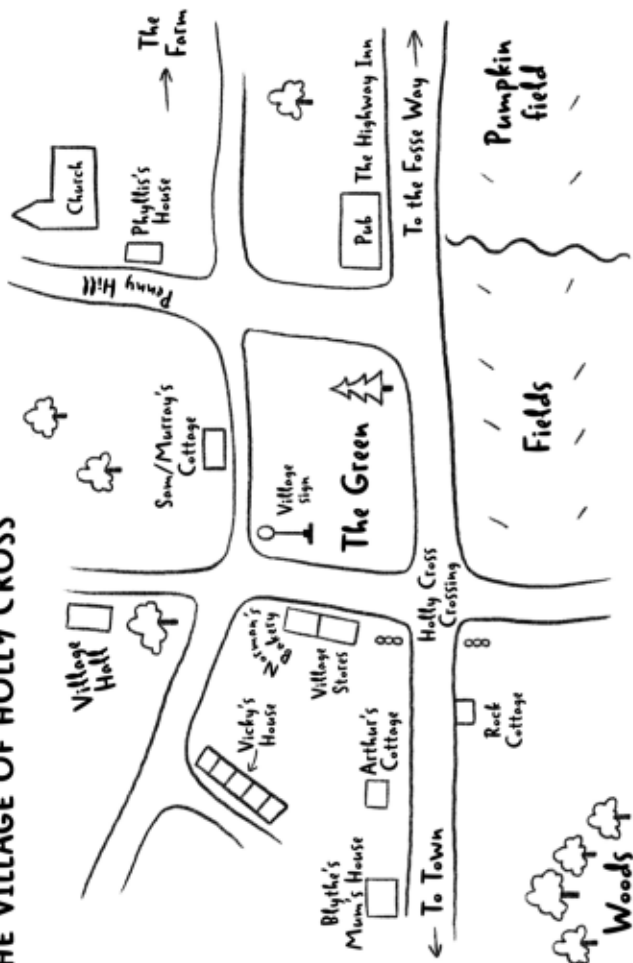 HE VILLAGE OF HOLLY CROSS
Village
Hall
Church
Phyllis's
House
The
Farm
Penny Hill
Sam/Murray's
Cottage
Vicky's
House
Norman's
Bakery
Village
Stores
Village
sign
The Green
Pub
The Highway Inn
Blythe's
Mum's House
Arthur's
Cottage
Holly Cross
Crossing
To Town
To the Fosse Way
Rock
Cottage
Woods
Fields
Pumpkin
field